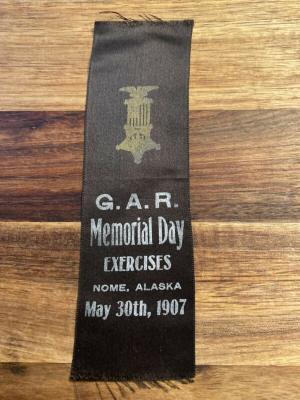 G.A.R.
Memorial Day
EXERCISES
NOME, ALASKA
May 30th, 1907